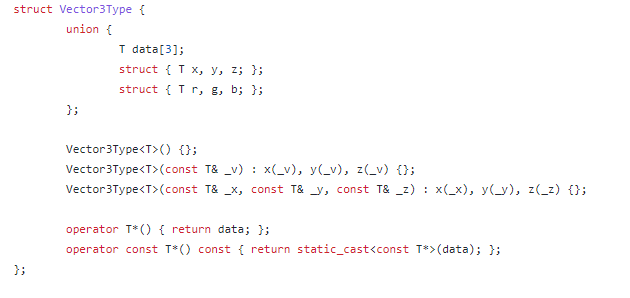 struct Vector3Type {
union {
T data[3];
struct { T x, y, z; };
struct { T r, g, b; };
};
Vector3Type<T>() {};
Vector3Type<T>(const T& _v) : x(_v), y(_v), z(_v) {};
Vector3Type<T>(const T& _x, const T& _y, const T& _z) : x(_x), y(_y), z(_z) {};
operator T*() { return data; };
operator const T*() const { return static_cast<const T*>(data); };
};